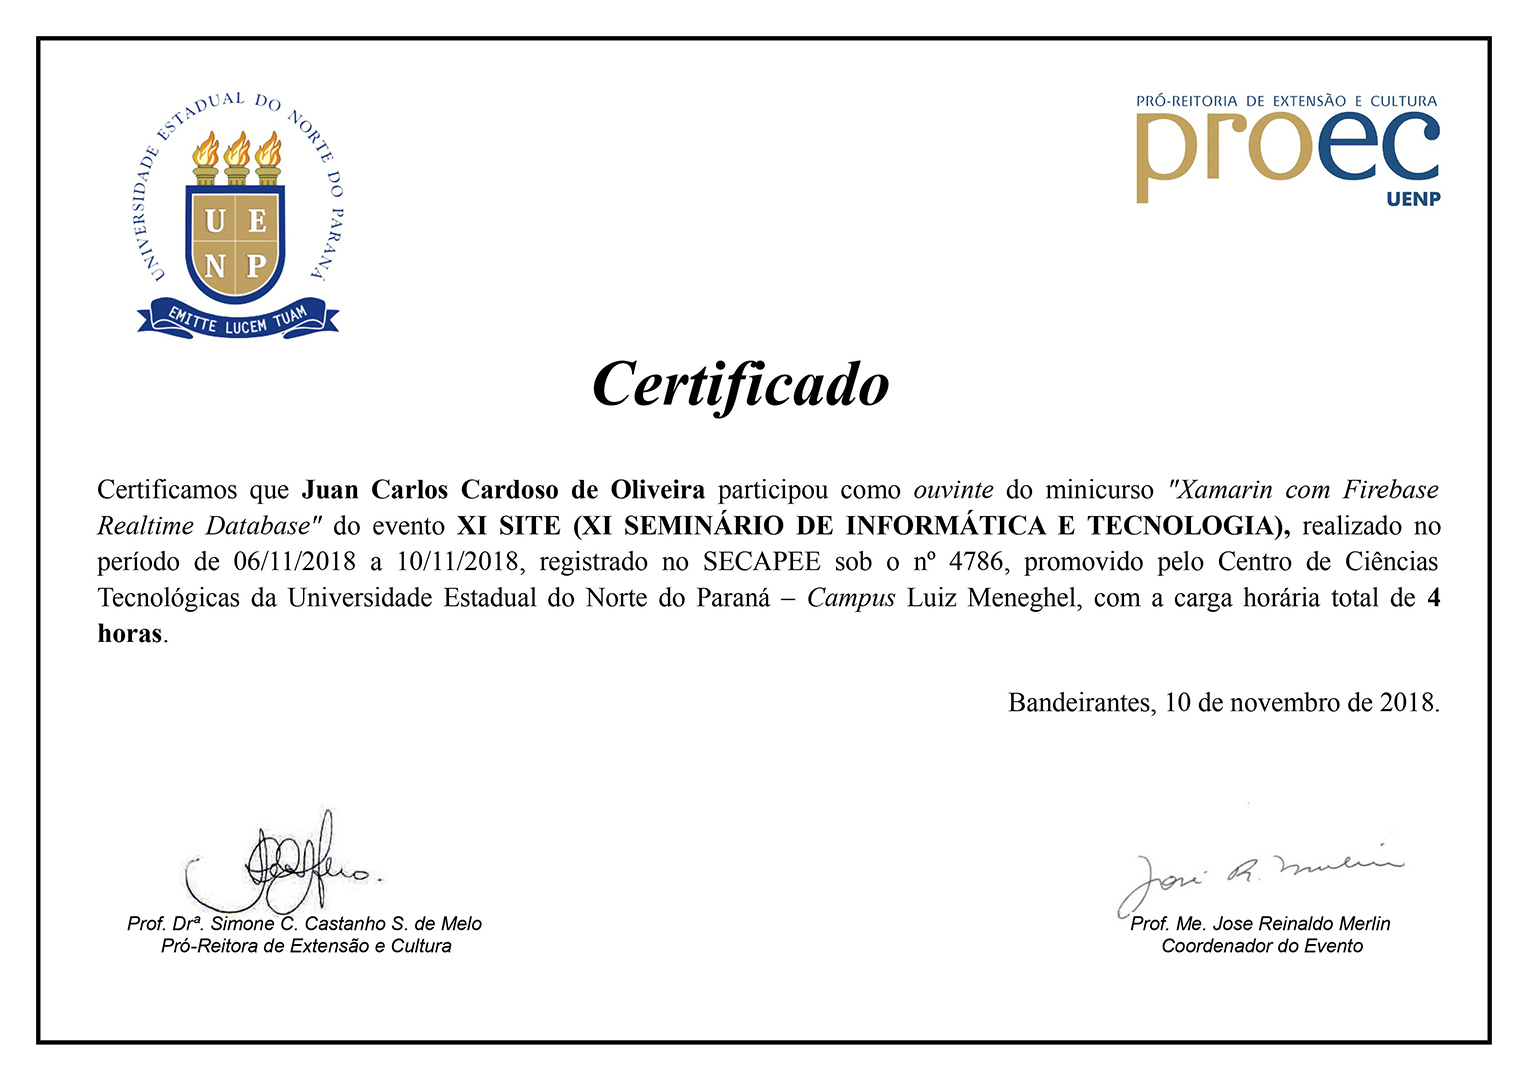 UNIVERSIDADE ESTADUAL DO NORTE DO PARANÁ
U E
N P
EMITTE LUCEM TUAM
PRÓ-REITORIA DE EXTENSÃO E CULTURA
proec
UENP
Certificado
Certificamos que Juan Carlos Cardoso de Oliveira participou como ouvinte do minicurso "Xamarin com Firebase
Realtime Database" do evento XI SITE (XI SEMINÁRIO DE INFORMÁTICA E TECNOLOGIA), realizado no
período de 06/11/2018 a 10/11/2018, registrado no SECAPEE sob o nº 4786, promovido pelo Centro de Ciências
Tecnológicas da Universidade Estadual do Norte do Paraná – Campus Luiz Meneghel, com a carga horária total de 4
horas.
Bandeirantes, 10 de novembro de 2018.
José R. Merlin
Prof. Drª. Simone C. Castanho S. de Melo
Pró-Reitora de Extensão e Cultura
Prof. Me. Jose Reinaldo Merlin
Coordenador do Evento